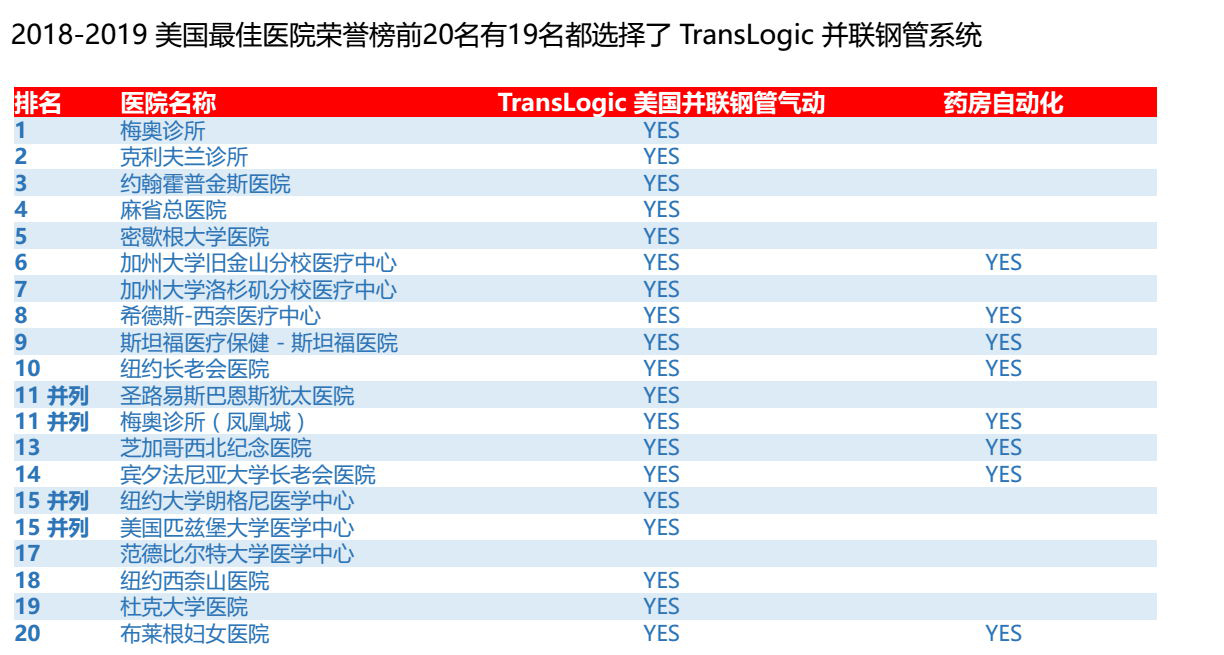 2018-2019 美国最佳医院荣誉榜前20名有19名都选择了 TransLogic 并联钢管系统
排名 医院名称 TransLogic 美国并联钢管气动 药房自动化
1 梅奥诊所 YES
2 克利夫兰诊所 YES
3 约翰霍普金斯医院 YES
4 麻省总医院 YES
5 密歇根大学医院 YES
6 加州大学旧金山分校医疗中心 YES YES
7 加州大学洛杉矶分校医疗中心 YES
8 希德斯-西奈医疗中心 YES YES
9 斯坦福医疗保健 - 斯坦福医院 YES YES
10 纽约长老会医院 YES YES
11 并列 圣路易斯巴恩斯犹太医院 YES
11 并列 梅奥诊所（凤凰城） YES YES
13 芝加哥西北纪念医院 YES YES
14 宾夕法尼亚大学长老会医院 YES YES
15 并列 纽约大学朗格尼医学中心 YES
15 并列 美国匹兹堡大学医学中心 YES
17 范德比尔特大学医学中心
18 纽约西奈山医院 YES
19 杜克大学医院 YES
20 布莱根妇女医院 YES YES